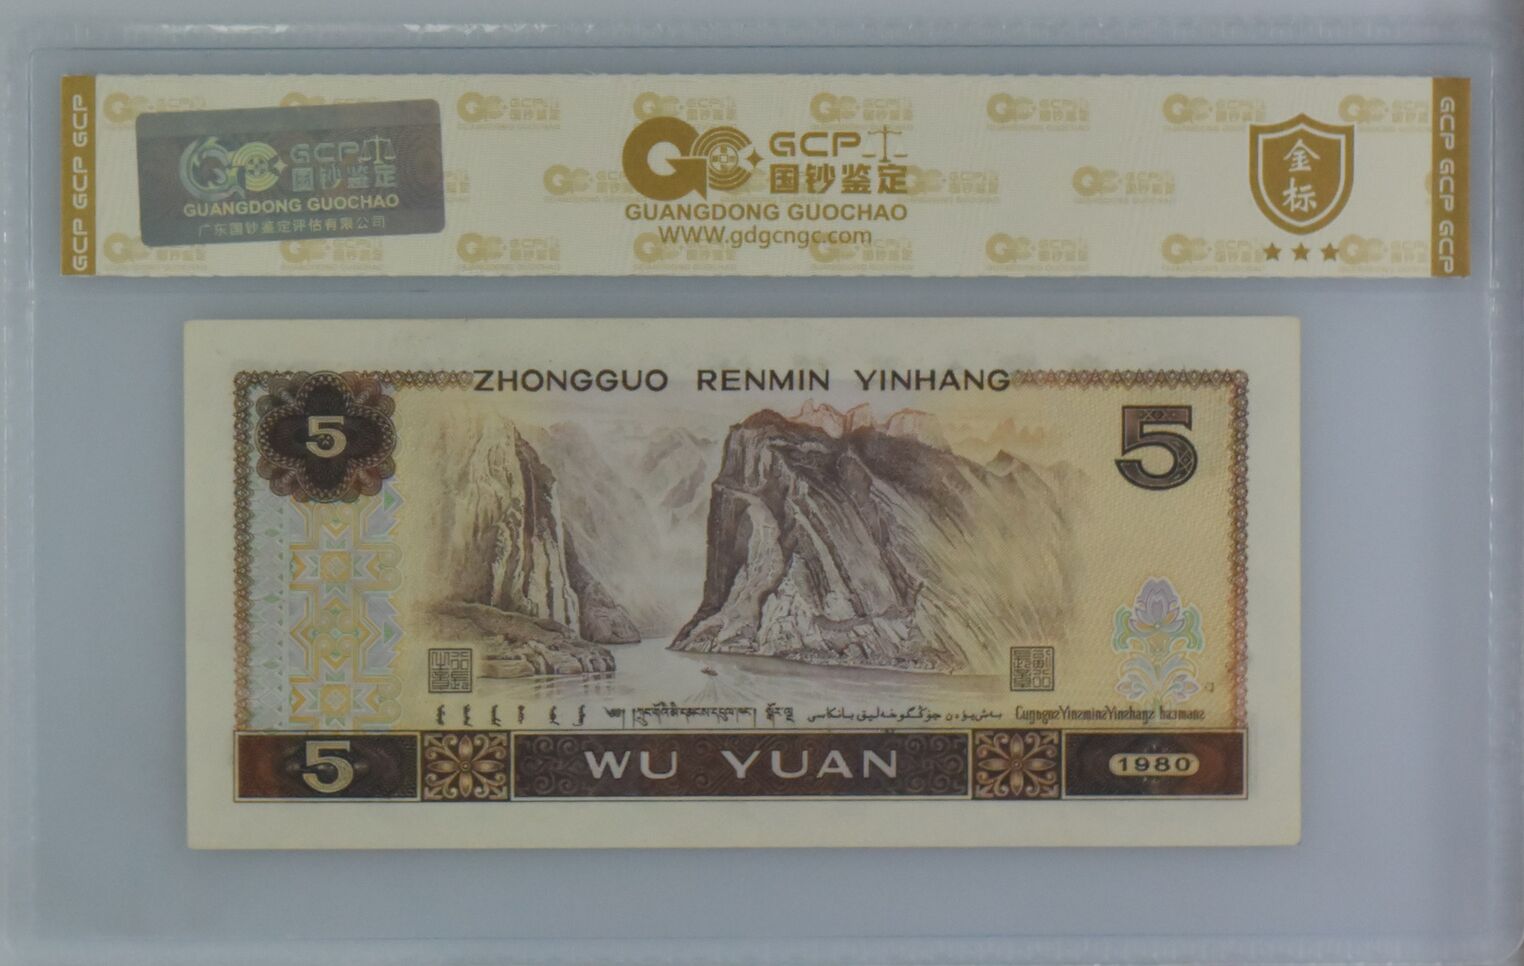 GCP GCP GCP
GCP
国钞鉴定
GUANGDONG GUOCHAO
广东国钞鉴定评估有限公司
GCP
国钞鉴定
GUANGDONG GUOCHAO
WWW.gdgcngc.com
金标
GCP GCP GCP
ZHONGGUO RENMIN YINHANG
5
5
5
WU YUAN
1980